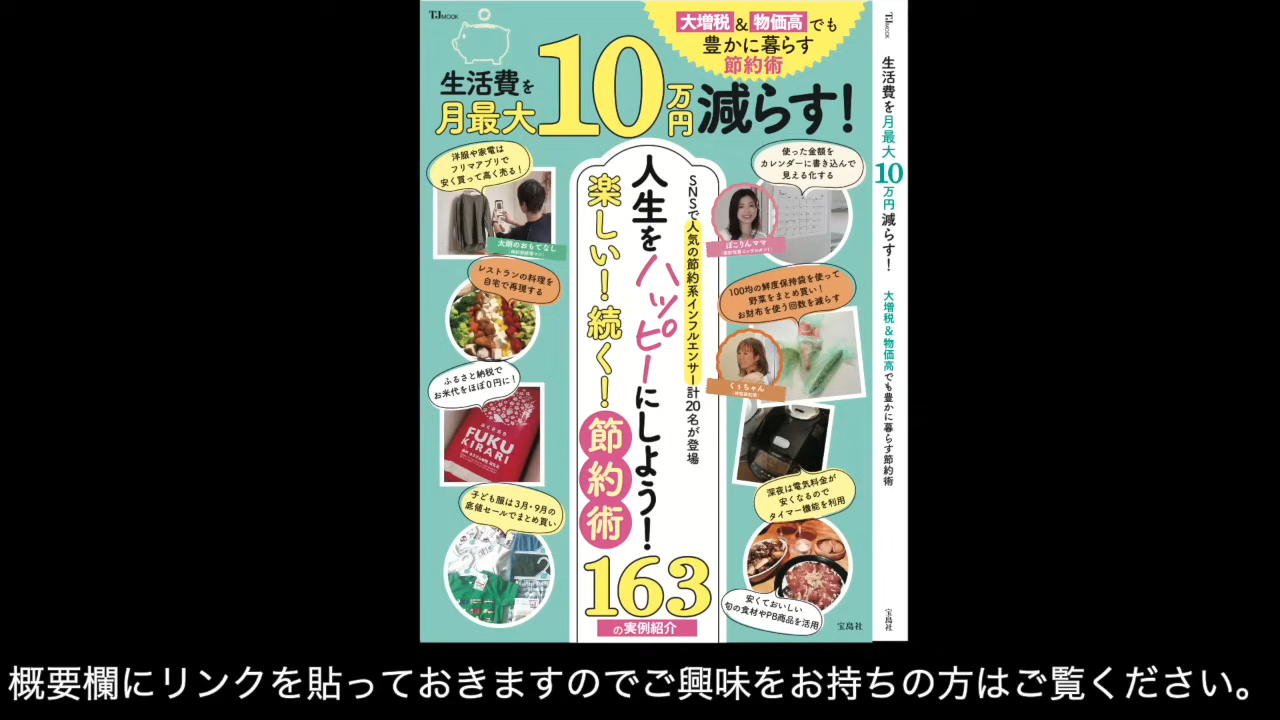 TJMOOK
大増税&物価高でも
豊かに暮らす
節約術
生活費を
月最大10万円減らす!
洋服や家電は
フリマアプリで
安く買って高く売る!
太朗のおもてなし
レストランの料理を
自宅で再現する
ふるさと納税で
お米代をほぼ0円に!
FUKU
KIRARI
子ども服は3月・9月の
底値セールでまとめ買い
SNSで人気の節約系インフルエンサー計20名が登場
人生をハッピーにしよう!
楽しい!続く!節約術
163
の実例紹介
使った金額を
カレンダーに書き込んで
見える化する
ぽこりんママ
100均の鮮度保持袋を使って
野菜をまとめ買い!
お財布を使う回数を減らす
くぅちゃん
深夜は電気料金が
安くなるので
タイマー機能を利用
安くておいしい
旬の食材やPB商品を活用
宝島社
TJMOOK
生活費を月最大10万円減らす! 大増税&物価高でも豊かに暮らす節約術
宝島社
概要欄にリンクを貼っておきますのでご興味をお持ちの方はご覧ください。